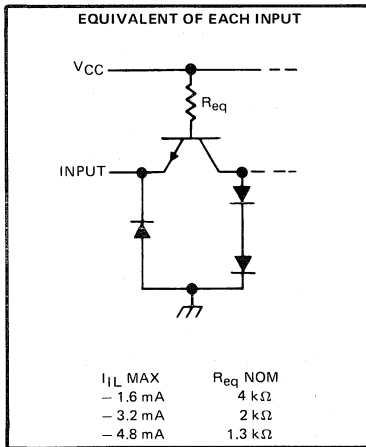 EQUIVALENT OF EACH INPUT
VCC
Req
INPUT
IIL MAX Req NOM
– 1.6 mA 4 kΩ
– 3.2 mA 2 kΩ
– 4.8 mA 1.3 kΩ